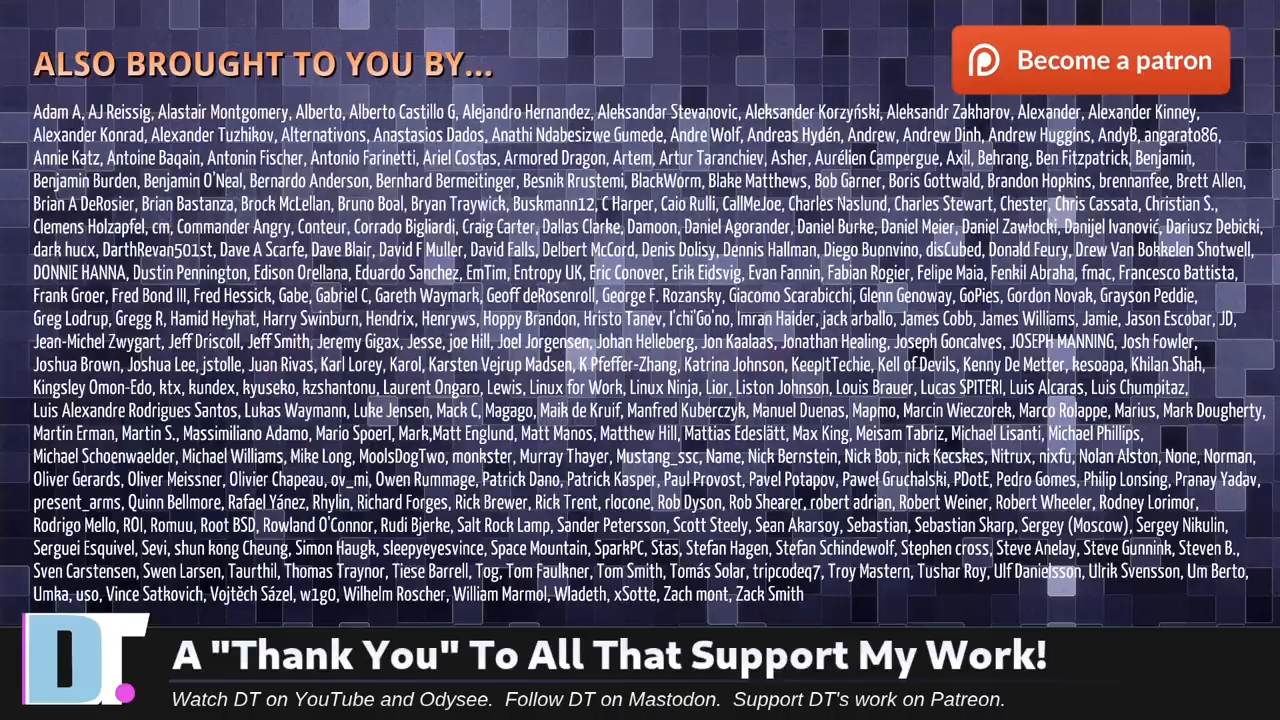 ALSO BROUGHT TO YOU BY...
Become a patron
Adam A, AJ Reissig, Alastair Montgomery, Alberto, Alberto Castillo G, Alejandro Hernandez, Aleksandar Stevanovic, Aleksander Korzyński, Aleksandr Zakharov, Alexander, Alexander Kinney,
Alexander Konrad, Alexander Tuzhikov, Alternativons, Anastasios Dados, Anathi Ndabesizwe Gumede, Andre Wolf, Andreas Hydén, Andrew, Andrew Dinh, Andrew Huggins, AndyB, angarato86,
Annie Katz, Antoine Baqain, Antonin Fischer, Antonio Farinetti, Ariel Costas, Armored Dragon, Artem, Artur Taranchiev, Asher, Aurélien Campergue, Axil, Behrang, Ben Fitzpatrick, Benjamin,
Benjamin Burden, Benjamin O'Neal, Bernardo Anderson, Bernhard Bermeitinger, Besnik Rrustemi, BlackWorm, Blake Matthews, Bob Garner, Boris Gottwald, Brandon Hopkins, brennanfee, Brett Allen,
Brian A DeRosier, Brian Bastanza, Brock McLellan, Bruno Boal, Bryan Traywick, Buskmann12, C Harper, Caio Rulli, CallMeJoe, Charles Naslund, Charles Stewart, Chester, Chris Cassata, Christian S.,
Clemens Holzapfel, cm, Commander Angry, Conteur, Corrado Bigliardi, Craig Carter, Dallas Clarke, Damoon, Daniel Agorander, Daniel Burke, Daniel Meier, Daniel Zawłocki, Danijel Ivanović, Dariusz Debicki,
dark hucx, DarthRevan501st, Dave A Scarfe, Dave Blair, David F Muller, David Falls, Delbert McCord, Denis Dolisy, Dennis Hallman, Diego Buonvino, disCubed, Donald Feury, Drew Van Bokkelen Shotwell,
DONNIE HANNA, Dustin Pennington, Edison Orellana, Eduardo Sanchez, EmTim, Entropy UK, Eric Conover, Erik Eidsvig, Evan Fannin, Fabian Rogier, Felipe Maia, Fenkil Abraha, fmac, Francesco Battista,
Frank Groer, Fred Bond III, Fred Hessick, Gabe, Gabriel C, Gareth Waymark, Geoff deRosenroll, George F. Rozansky, Giacomo Scarabicchi, Glenn Genoway, GoPies, Gordon Novak, Grayson Peddie,
Greg Lodrup, Gregg R, Hamid Heyhat, Harry Swinburn, Hendrix, Henryws, Hoppy Brandon, Hristo Tanev, I'chi'Go'no, Imran Haider, jack arballo, James Cobb, James Williams, Jamie, Jason Escobar, JD,
Jean-Michel Zwygart, Jeff Driscoll, Jeff Smith, Jeremy Gigax, Jesse, joe Hill, Joel Jorgensen, Johan Helleberg, Jon Kaalaas, Jonathan Healing, Joseph Goncalves, JOSEPH MANNING, Josh Fowler,
Joshua Brown, Joshua Lee, jstolle, Juan Rivas, Karl Lorey, Karol, Karsten Vejrup Madsen, K Pfeffer-Zhang, Katrina Johnson, KeepItTechie, Kell of Devils, Kenny De Metter, kesoapa, Khilan Shah,
Kingsley Omon-Edo, ktx, kundex, kyuseko, kzshantonu, Laurent Ongaro, Lewis, Linux for Work, Linux Ninja, Lior, Liston Johnson, Louis Brauer, Lucas SPITERI, Luis Alcaras, Luis Chumpitaz,
Luis Alexandre Rodrigues Santos, Lukas Waymann, Luke Jensen, Mack C, Magago, Maik de Kruif, Manfred Kuberczyk, Manuel Duenas, Mapmo, Marcin Wieczorek, Marco Rolappe, Marius, Mark Dougherty,
Martin Erman, Martin S., Massimiliano Adamo, Mario Spoerl, Mark,Matt Englund, Matt Manos, Matthew Hill, Mattias Edeslätt, Max King, Meisam Tabriz, Michael Lisanti, Michael Phillips,
Michael Schoenwaelder, Michael Williams, Mike Long, MoolsDogTwo, monkster, Murray Thayer, Mustang_ssc, Name, Nick Bernstein, Nick Bob, nick Kecskes, Nitrux, nixfu, Nolan Alston, None, Norman,
Oliver Gerards, Oliver Meissner, Olivier Chapeau, ov_mi, Owen Rummage, Patrick Dano, Patrick Kasper, Paul Provost, Pavel Potapov, Paweł Gruchalski, PDotE, Pedro Gomes, Philip Lonsing, Pranay Yadav,
present_arms, Quinn Bellmore, Rafael Yánez, Rhylin, Richard Forges, Rick Brewer, Rick Trent, rlocone, Rob Dyson, Rob Shearer, robert adrian, Robert Weiner, Robert Wheeler, Rodney Lorimor,
Rodrigo Mello, ROI, Romuu, Root BSD, Rowland O'Connor, Rudi Bjerke, Salt Rock Lamp, Sander Petersson, Scott Steely, Sean Akarsoy, Sebastian, Sebastian Sharp, Sergey (Moscow), Sergey Nikulin,
Serguei Esquivel, Sevi, shun kong Cheung, Simon Haugk, sleepyeyesvince, Space Mountain, SparkPC, Stas, Stefan Hagen, Stefan Schindewolf, Stephen cross, Steve Anelay, Steve Gunnink, Steven B.,
Sven Carstensen, Swen Larsen, Taurthil, Thomas Traynor, Tiese Barrell, Tog, Tom Faulkner, Tom Smith, Tomás Solar, tripcodeq7, Troy Mastern, Tushar Roy, Ulf Danielsson, Ulrik Svensson, Um Berto,
Umka, uso, Vince Satkovich, Vojtěch Sázel, w1g0, Wilhelm Roscher, William Marmol, Wladeth, xSotte, Zach mont, Zack Smith
DT
A "Thank You" To All That Support My Work!
Watch DT on YouTube and Odysee. Follow DT on Mastodon. Support DT's work on Patreon.